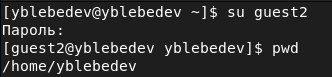 [yblebedev@yblebedev ~]$ su guest2
Пароль:
[guest2@yblebedev yblebedev]$ pwd
/home/yblebedev